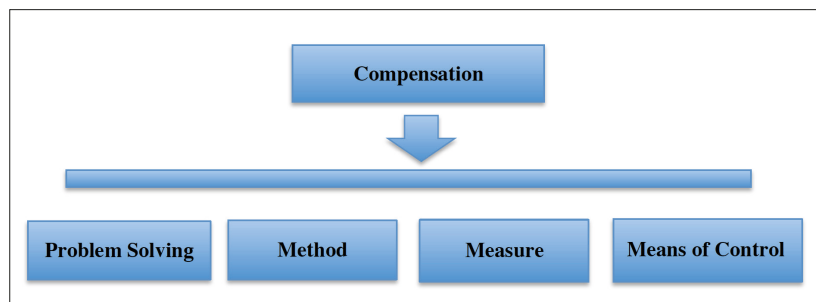 Compensation
Problem Solving
Method
Measure
Means of Control